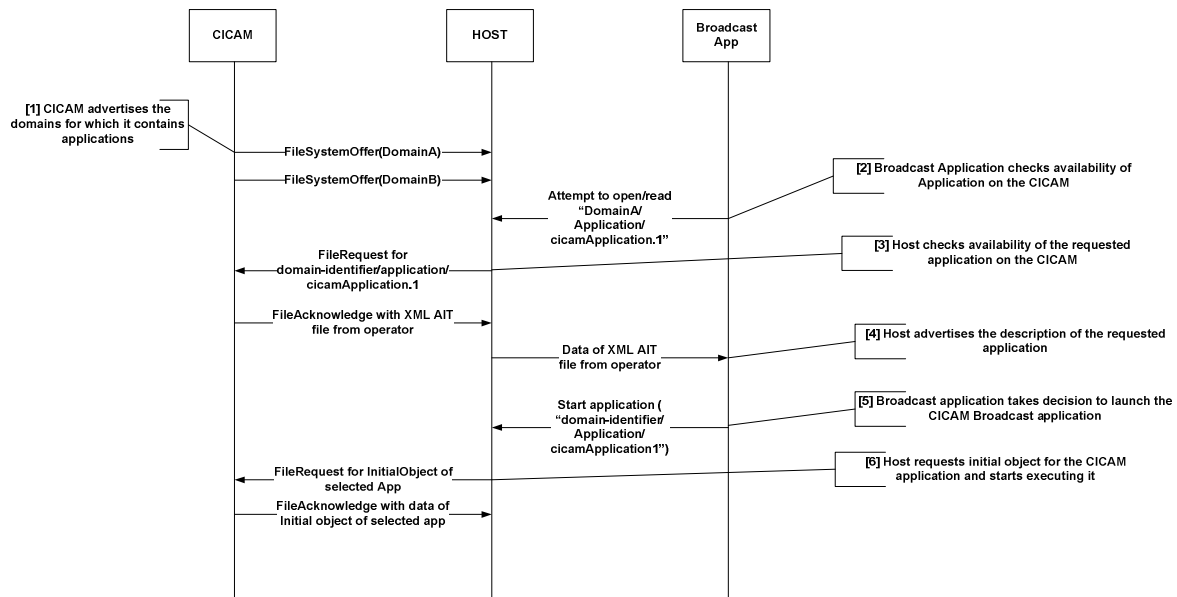 CICAM
HOST
Broadcast
App
[1] CICAM advertises the
domains for which it contains
applications
FileSystemOffer(DomainA)
FileSystemOffer(DomainB)
[2] Broadcast Application checks availability of
Application on the CICAM
Attempt to open/read
“DomainA/
Application/
cicamApplication.1”
[3] Host checks availability of the requested
application on the CICAM
FileRequest for
domain-identifier/application/
cicamApplication.1
FileAcknowledge with XML AIT
file from operator
[4] Host advertises the description of the requested
application
Data of XML AIT
file from operator
[5] Broadcast application takes decision to launch the
CICAM Broadcast application
Start application (
“domain-identifier/
Application/
cicamApplication1”)
[6] Host requests initial object for the CICAM
application and starts executing it
FileRequest for InitialObject of
selected App
FileAcknowledge with data of
Initial object of selected app